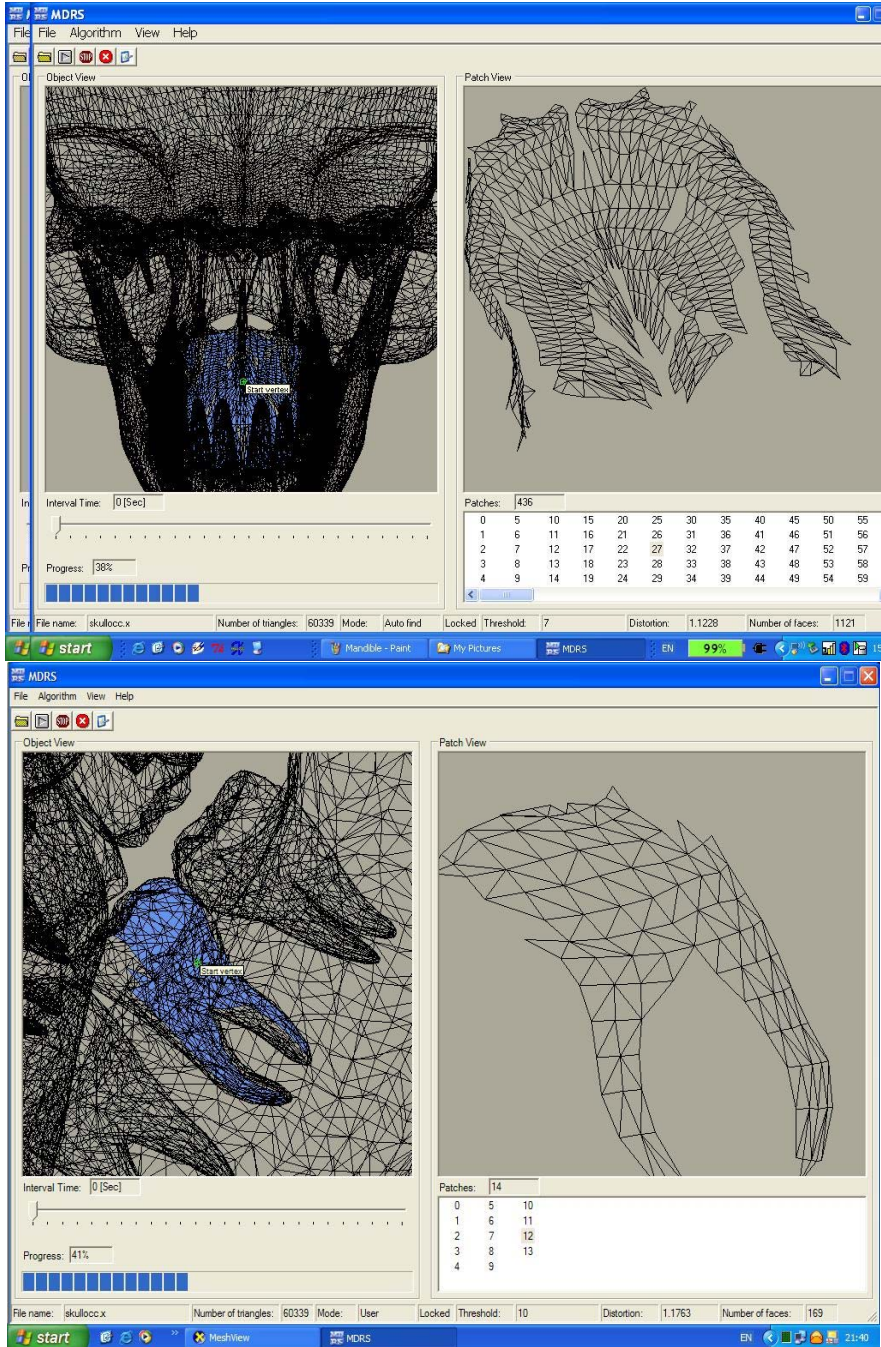 MDRS
File File Algorithm View Help
Object View
Patch View
Start vertex
Interval Time: 0 [Sec]
Progress: 38%
Patches: 436
0 5 10 15 20 25 30 35 40 45 50 55
1 6 11 16 21 26 31 36 41 46 51 56
2 7 12 17 22 27 32 37 42 47 52 57
3 8 13 18 23 28 33 38 43 48 53 58
4 9 14 19 24 29 34 39 44 49 54 59
File name: skullocc.x Number of triangles: 60339 Mode: Auto find Locked Threshold: 7 Distortion: 1.1228 Number of faces: 1121
start Mandible - Paint My Pictures MDRS EN 99%
MDRS
File Algorithm View Help
Object View
Patch View
Start vertex
Interval Time: 0 [Sec]
Progress: 41%
Patches: 14
0 5 10
1 6 11
2 7 12
3 8 13
4 9
File name: skullocc.x Number of triangles: 60339 Mode: User Locked Threshold: 10 Distortion: 1.1763 Number of faces: 169
start MeshView MDRS EN 21:40